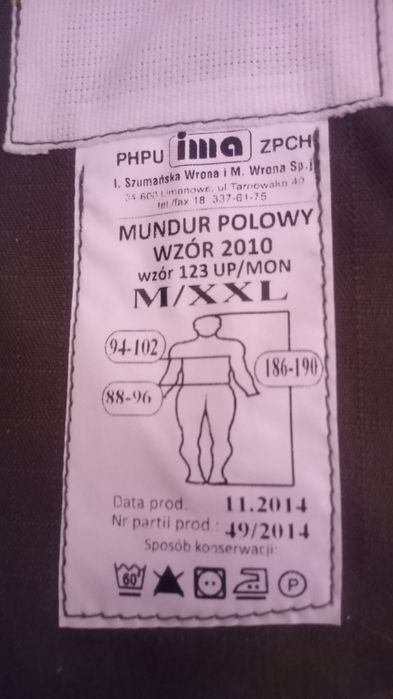 PHPU ima ZPCH
I. Szumańska Wrona i M. Wrona Sp.j
34-600 Limanowa, ul Tarnowska 40
tel./fax 18 337-61-75
MUNDUR POLOWY
WZÓR 2010
wzór 123 UP/MON
M/XXL
94-102
186-190
88-96
Data prod. 11.2014
Nr partii prod.: 49/2014
Sposób konserwacji:
60
P